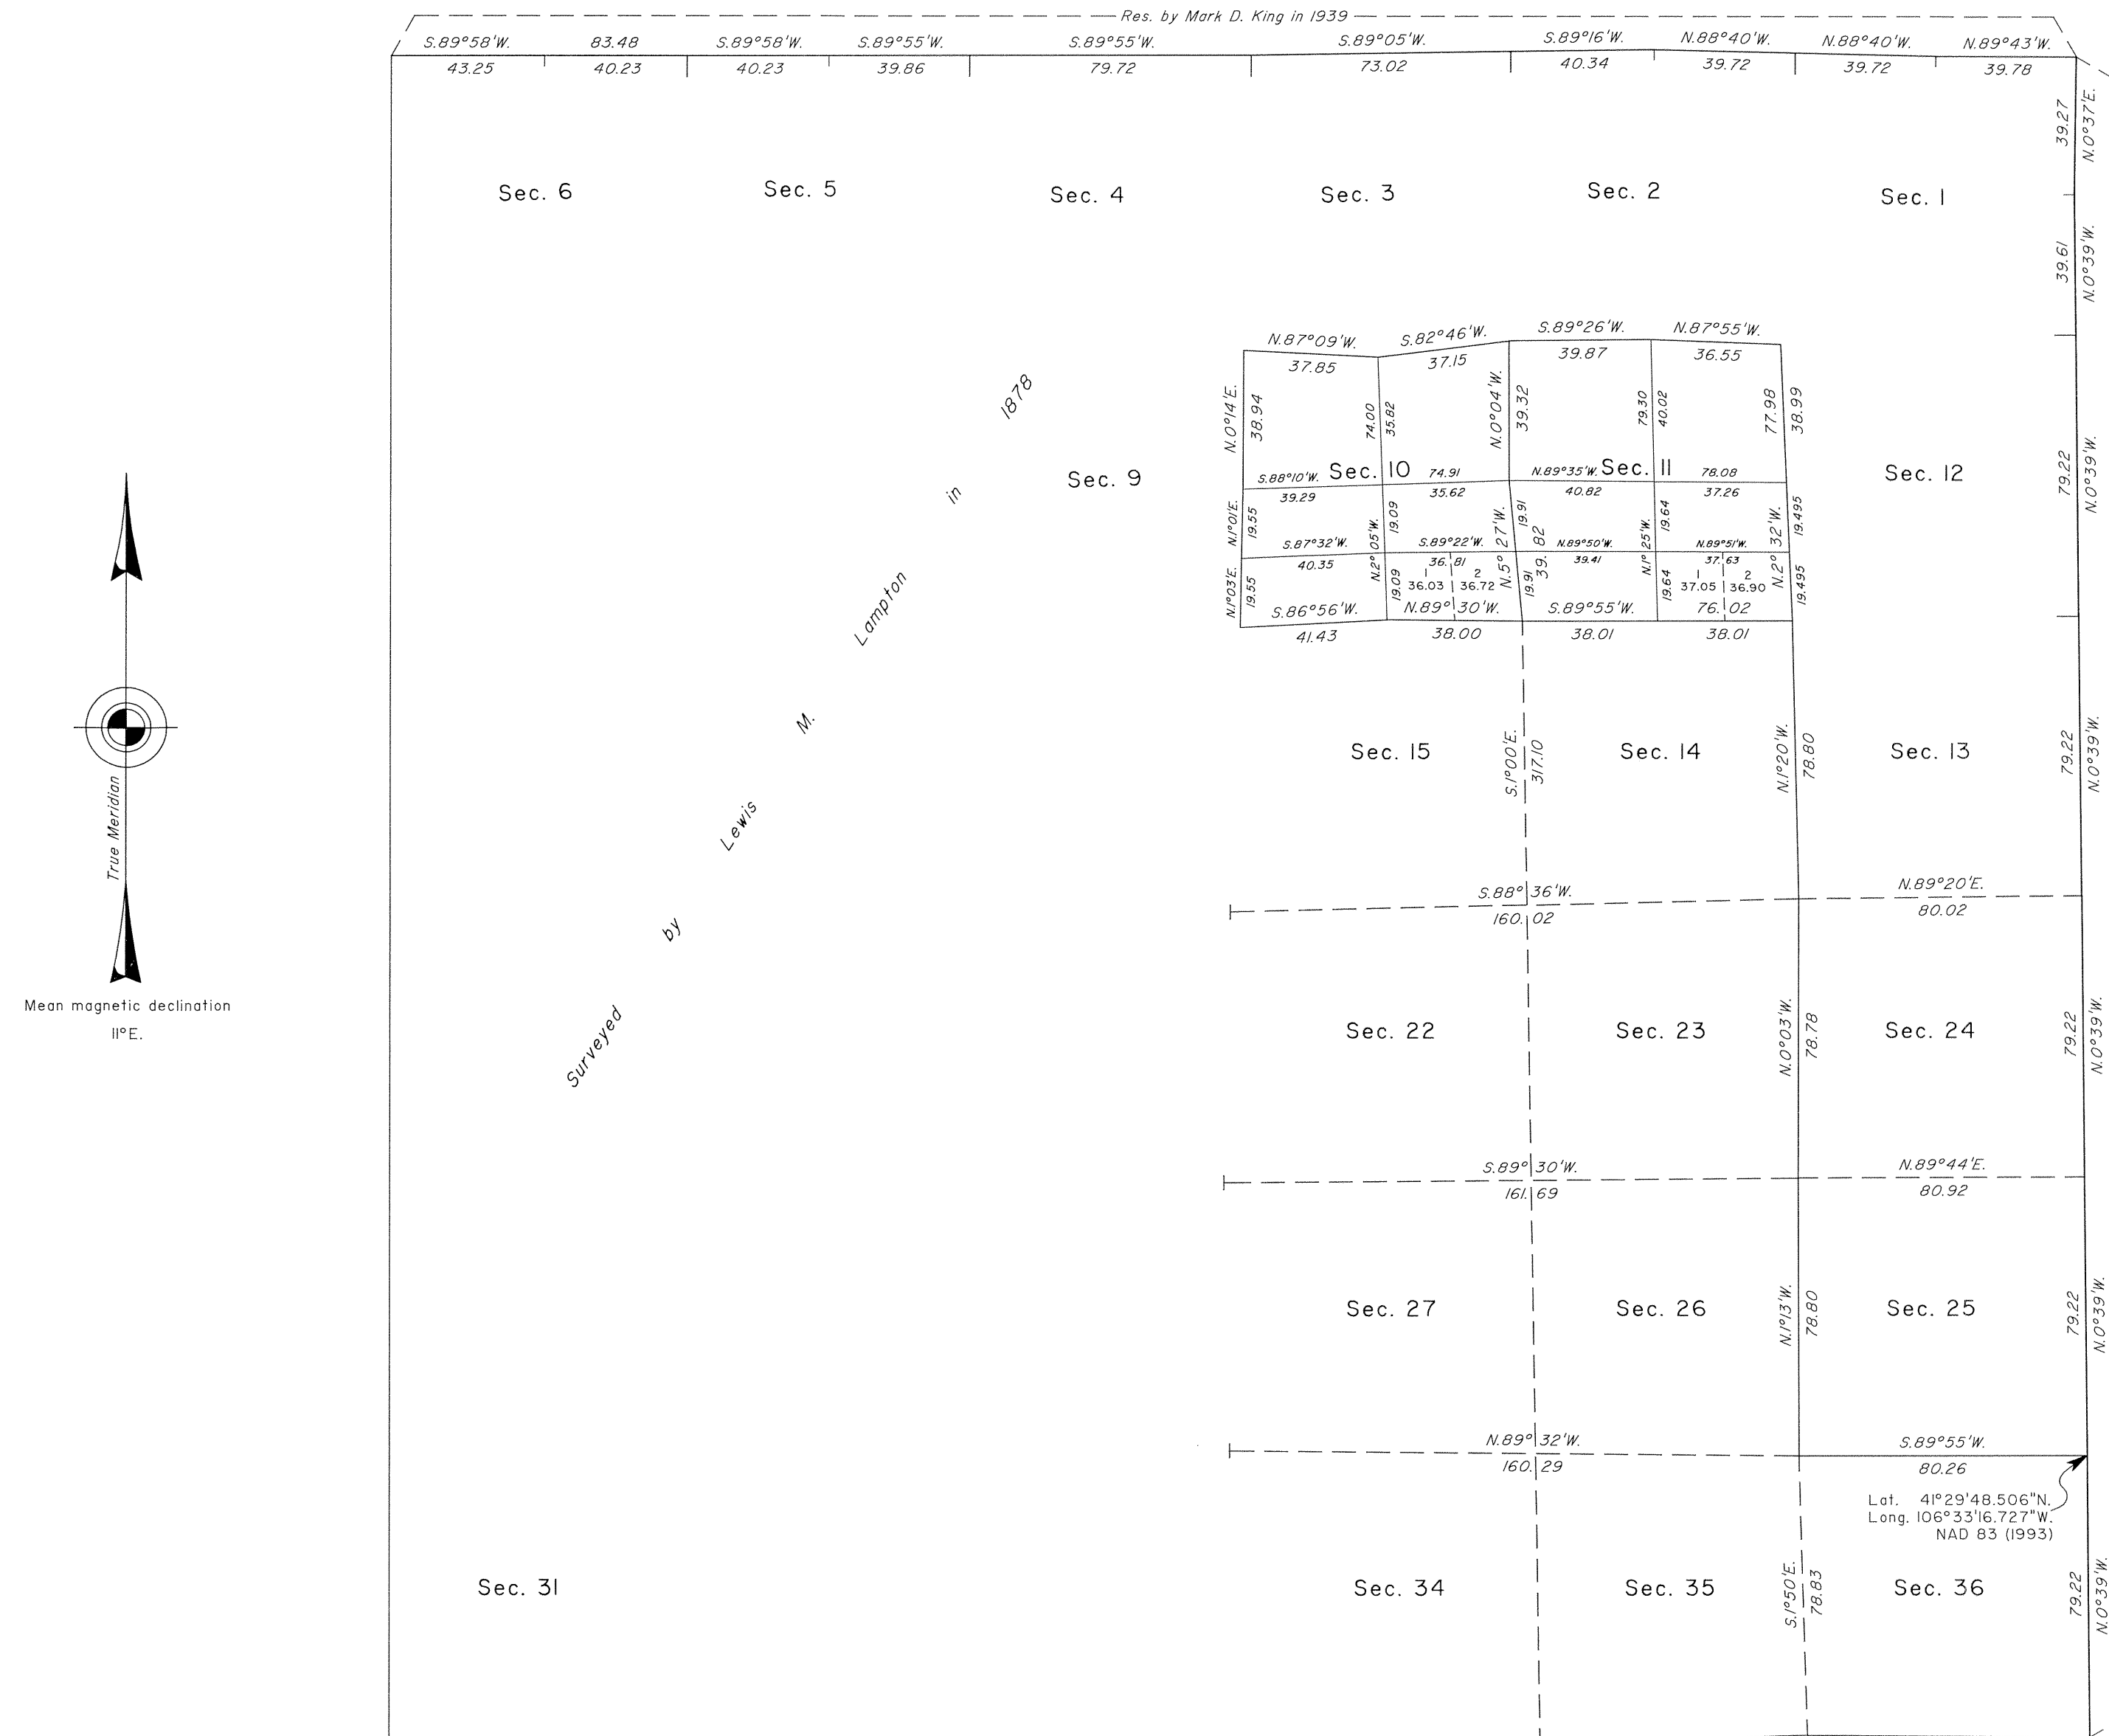 Res. by Mark D. King in 1939
S.89°58'W. 83.48 S.89°58'W. S.89°55'W. S.89°55'W. S.89°05'W. S.89°16'W. N.88°40'W. N.88°40'W. N.89°43'W.
43.25 40.23 40.23 39.86 79.72 73.02 40.34 39.72 39.72 39.78
39.27 N.0°37'E.
Sec. 6 Sec. 5 Sec. 4 Sec. 3 Sec. 2 Sec. 1
39.61 N.0°39'W.
N.87°09'W. S.82°46'W. S.89°26'W. N.87°55'W.
37.85 37.15 39.87 36.55
N.0°14'E. 38.94 74.00 35.82 N.0°04'W. 39.32 79.30 40.02 77.98 38.99
Sec. 9 Sec. 10 Sec. 11 Sec. 12
79.22 N.0°39'W.
S.88°10'W. 74.91 N.89°35'W. 78.08
39.29 35.62 40.82 37.26
N.1°01'E. 19.55 19.09 19.91 19.64 19.495
S.87°32'W. N.2°05'W. S.89°22'W. N.5°27'W. 39.82 N.89°50'W. N.1°25'W. N.89°51'W. N.2°32'W.
40.35 36.81 39.41 37.63
N.1°03'E. 19.55 19.09 1 2 19.91 19.64 1 2 19.495
36.03 36.72 37.05 36.90
S.86°56'W. N.89°30'W. S.89°55'W. 76.02
41.43 38.00 38.01 38.01
Surveyed by Lewis M. Lampton in 1878
Sec. 15 S.1°00'E. 317.10 Sec. 14 N.1°20'W. 78.80 Sec. 13 79.22 N.0°39'W.
True Meridian
S.88°36'W. N.89°20'E.
160.02 80.02
Mean magnetic declination
11°E.
Sec. 22 Sec. 23 N.0°03'W. 78.78 Sec. 24 79.22 N.0°39'W.
S.89°30'W. N.89°44'E.
161.69 80.92
Sec. 27 Sec. 26 N.1°13'W. 78.80 Sec. 25 79.22 N.0°39'W.
N.89°32'W. S.89°55'W.
160.29 80.26
Lat. 41°29'48.506"N.
Long. 106°33'16.727"W.
NAD 83 (1993)
Sec. 31 Sec. 34 Sec. 35 S.1°50'E. 78.83 Sec. 36 79.22 N.0°39'W.